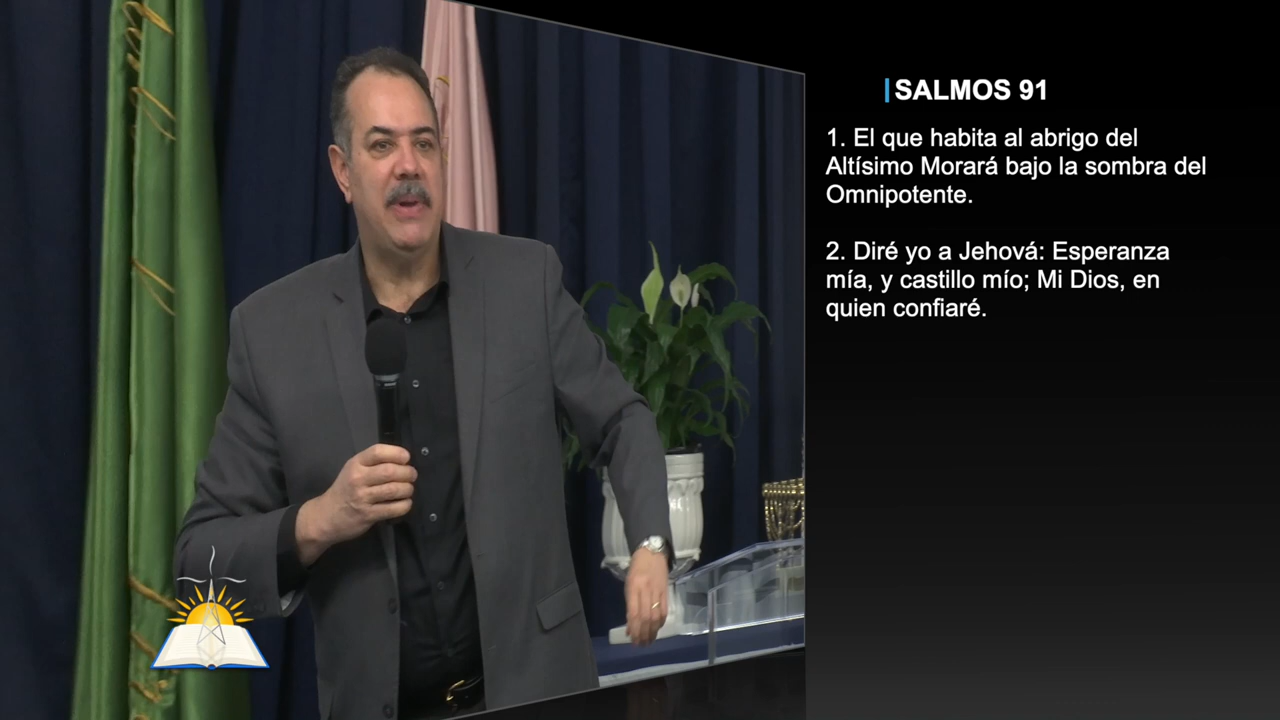 SALMOS 91
1. El que habita al abrigo del
Altísimo Morará bajo la sombra del
Omnipotente.
2. Diré yo a Jehová: Esperanza
mía, y castillo mío; Mi Dios, en
quien confiaré.